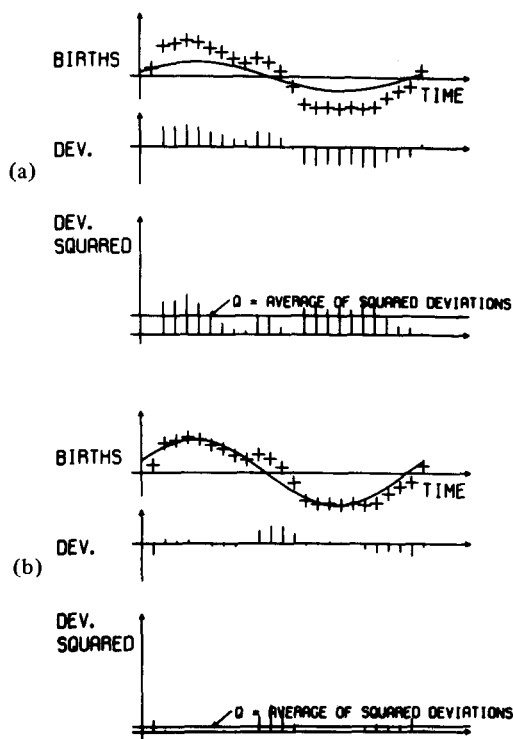 BIRTHS
TIME
(a)
DEV.
DEV.
SQUARED
Q = AVERAGE OF SQUARED DEVIATIONS
BIRTHS
TIME
(b)
DEV.
DEV.
SQUARED
Q = AVERAGE OF SQUARED DEVIATIONS